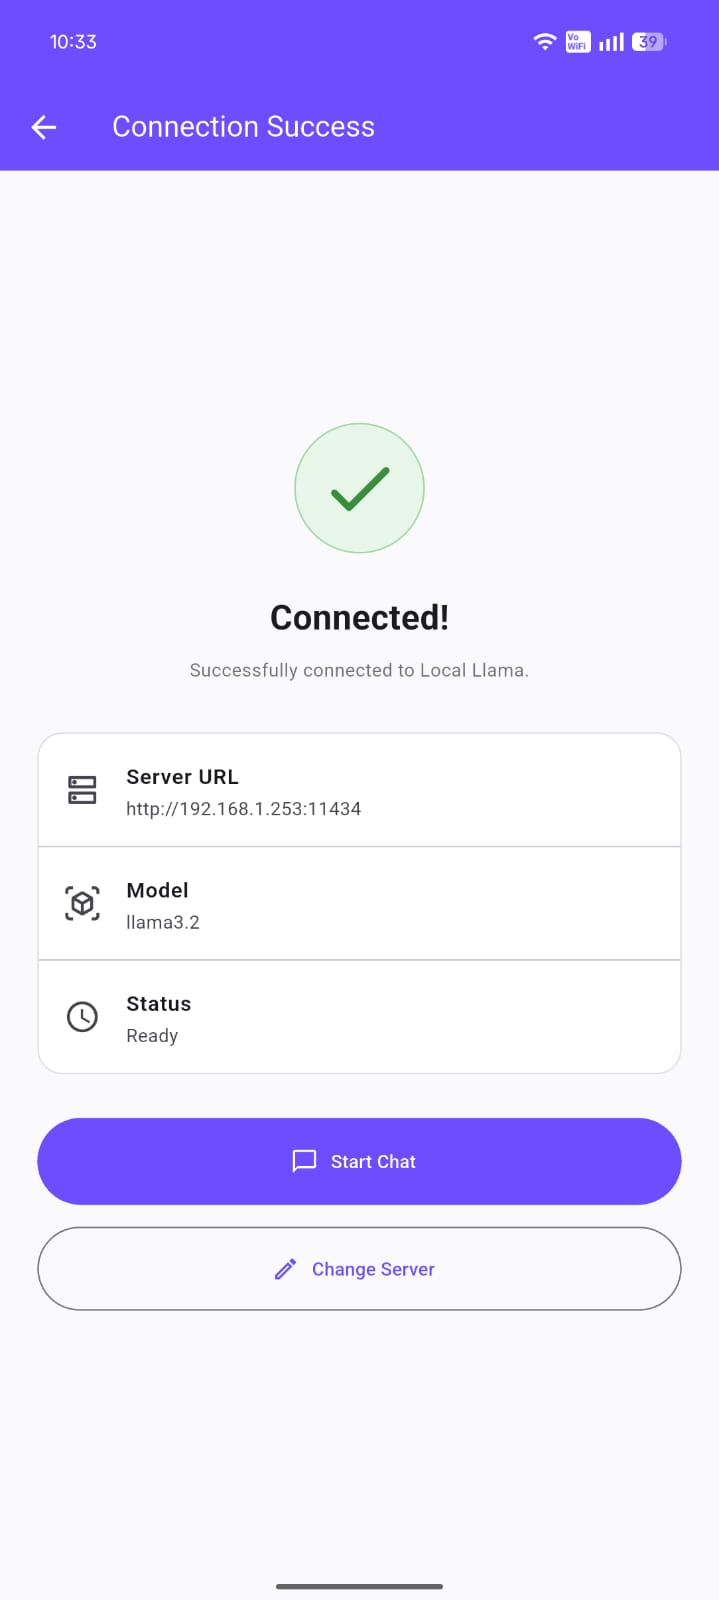 10:33
Vo
WiFi
39
Connection Success
Connected!
Successfully connected to Local Llama.
Server URL
http://192.168.1.253:11434
Model
llama3.2
Status
Ready
Start Chat
Change Server